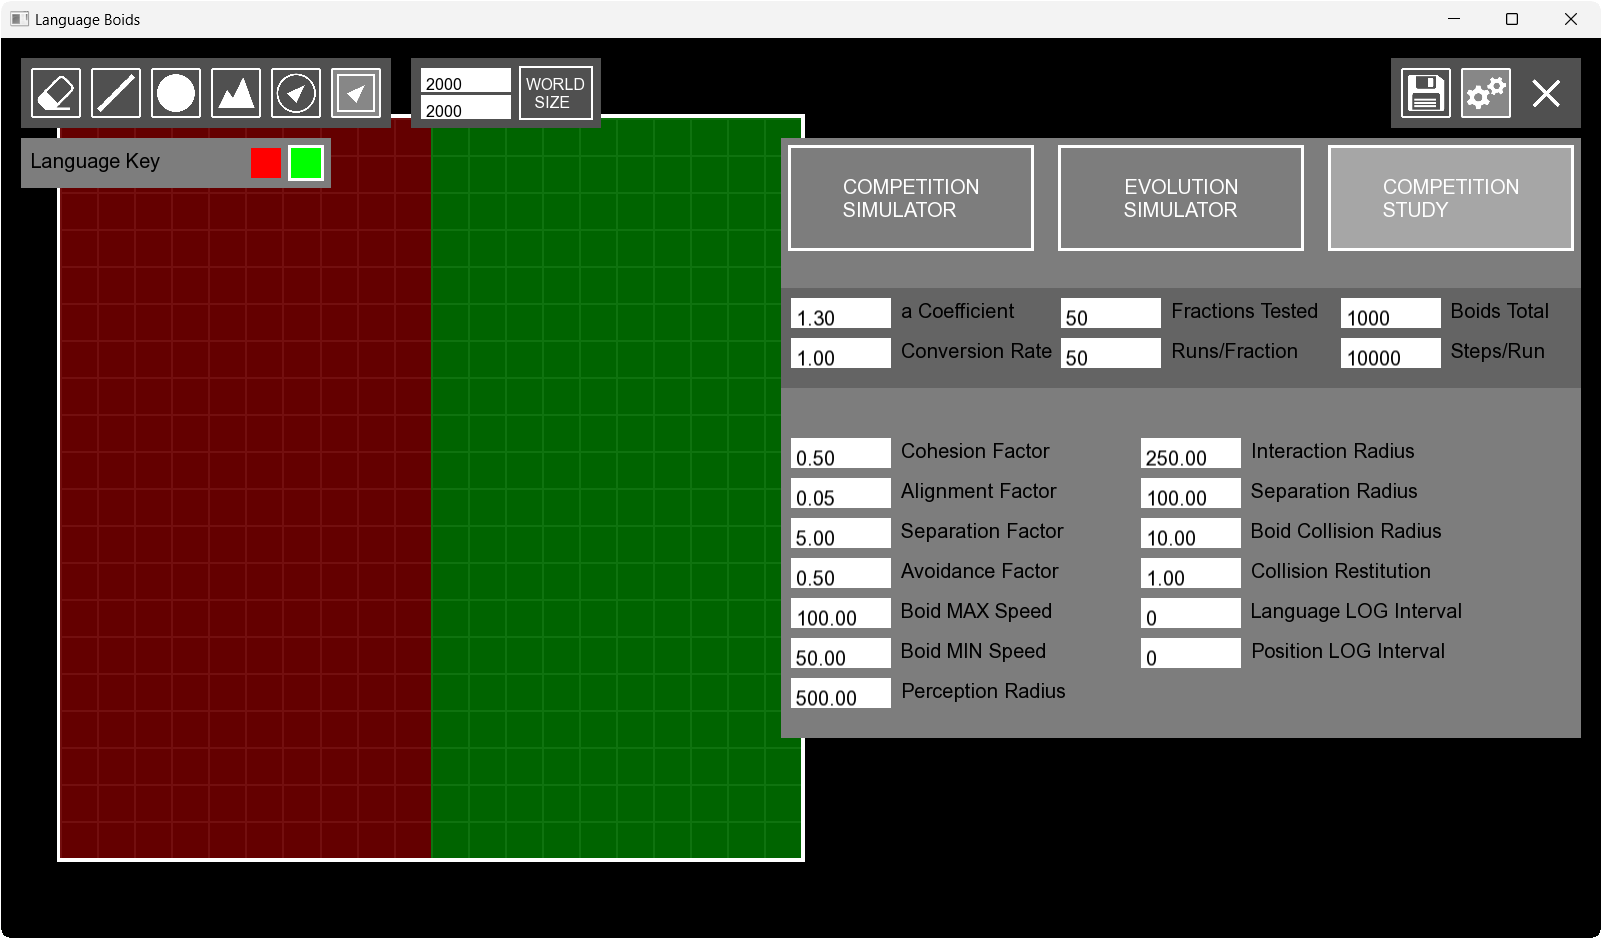 Language Boids
2000
2000
WORLD
SIZE
Language Key
COMPETITION
SIMULATOR
EVOLUTION
SIMULATOR
COMPETITION
STUDY
1.30 a Coefficient 50 Fractions Tested 1000 Boids Total
1.00 Conversion Rate 50 Runs/Fraction 10000 Steps/Run
0.50 Cohesion Factor 250.00 Interaction Radius
0.05 Alignment Factor 100.00 Separation Radius
5.00 Separation Factor 10.00 Boid Collision Radius
0.50 Avoidance Factor 1.00 Collision Restitution
100.00 Boid MAX Speed 0 Language LOG Interval
50.00 Boid MIN Speed 0 Position LOG Interval
500.00 Perception Radius